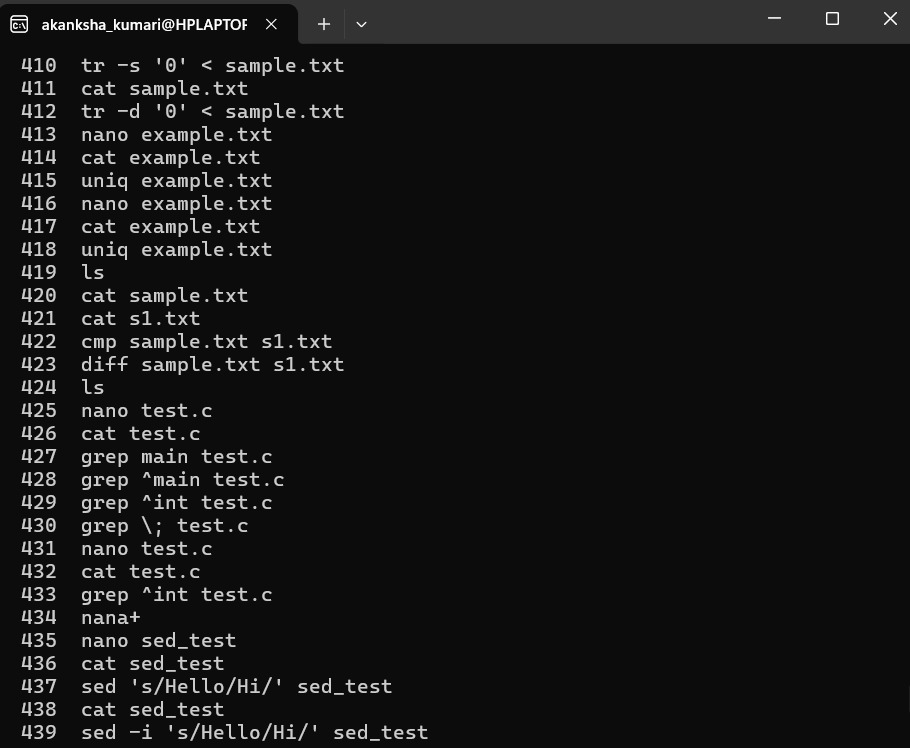 akanksha_kumari@HPLAPTOP
410 tr -s '0' < sample.txt
411 cat sample.txt
412 tr -d '0' < sample.txt
413 nano example.txt
414 cat example.txt
415 uniq example.txt
416 nano example.txt
417 cat example.txt
418 uniq example.txt
419 ls
420 cat sample.txt
421 cat s1.txt
422 cmp sample.txt s1.txt
423 diff sample.txt s1.txt
424 ls
425 nano test.c
426 cat test.c
427 grep main test.c
428 grep ^main test.c
429 grep ^int test.c
430 grep \; test.c
431 nano test.c
432 cat test.c
433 grep ^int test.c
434 nana+
435 nano sed_test
436 cat sed_test
437 sed 's/Hello/Hi/' sed_test
438 cat sed_test
439 sed -i 's/Hello/Hi/' sed_test